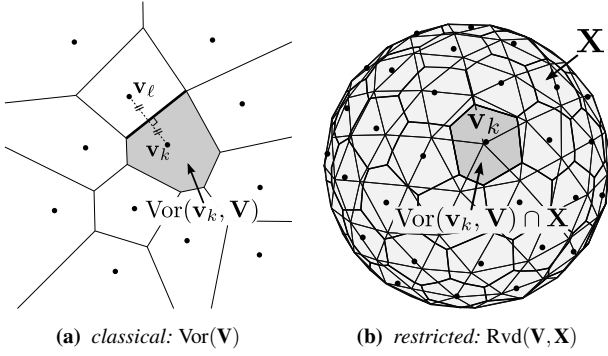 v_ℓ
v_k
Vor(v_k, V)
X
v_k
Vor(v_k, V) ∩ X
(a) classical: Vor(V)
(b) restricted: Rvd(V, X)